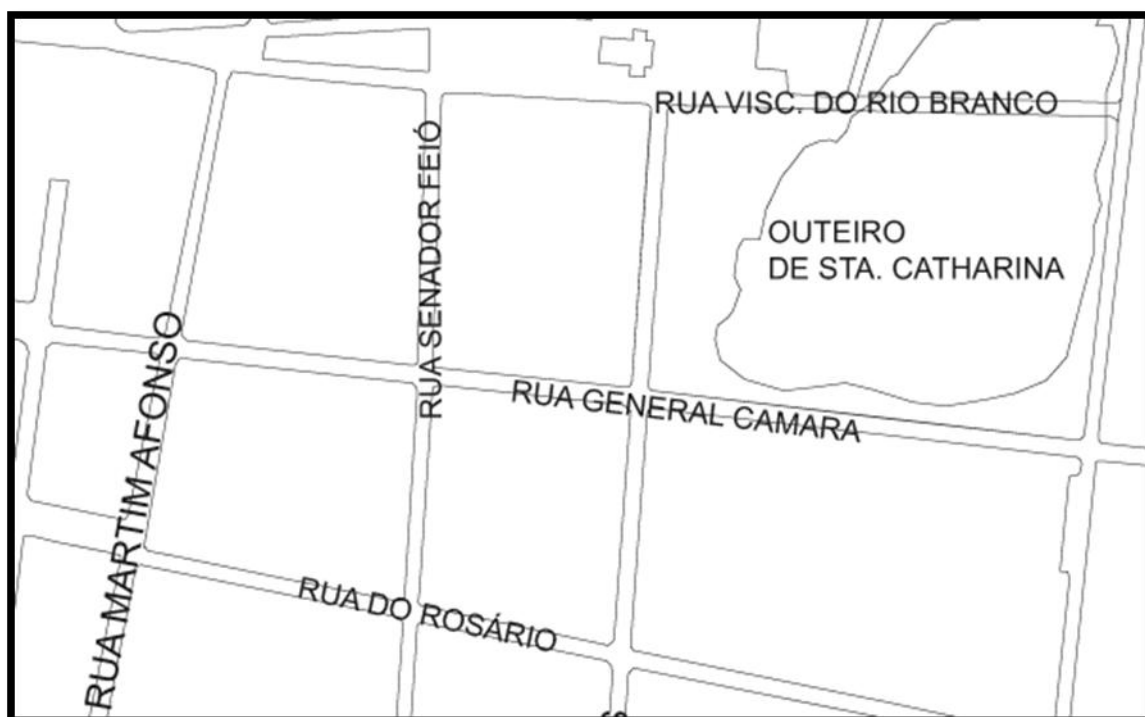 RUA VISC. DO RIO BRANCO
RUA SENADOR FEIÓ
OUTEIRO
DE STA. CATHARINA
RUA GENERAL CAMARA
RUA MARTIM AFONSO
RUA DO ROSÁRIO